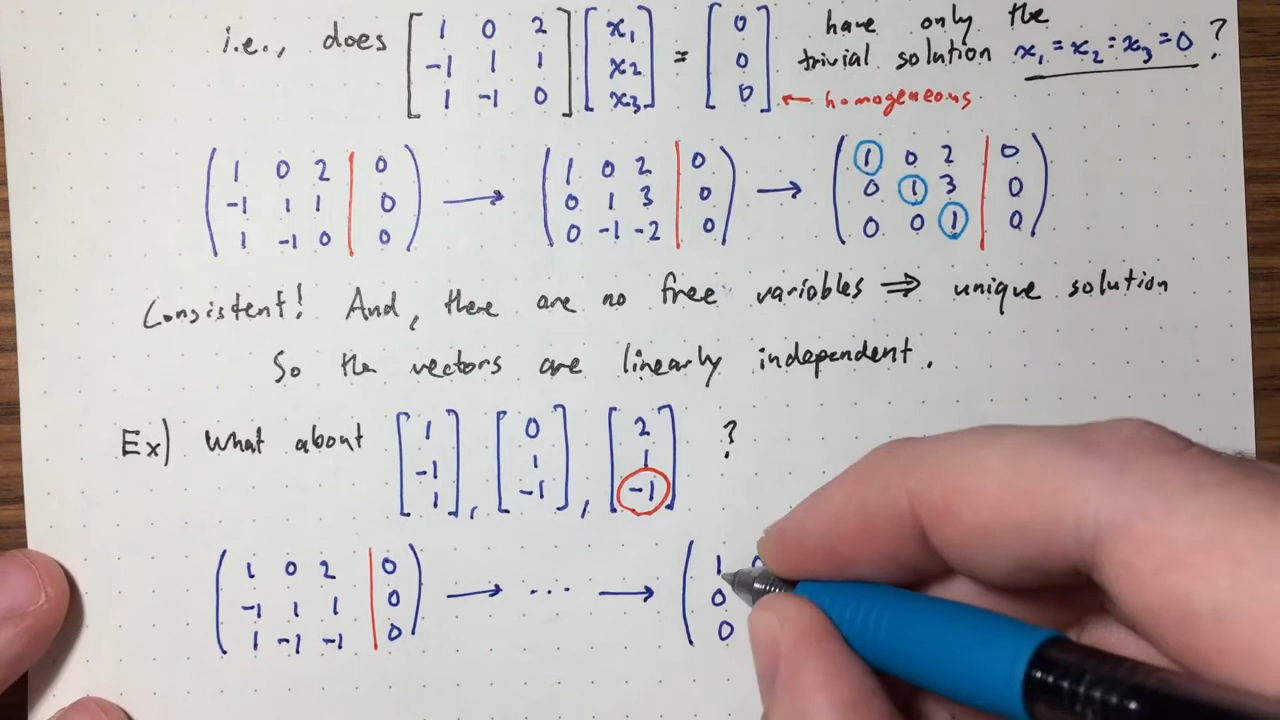 i.e., does [1 0 2; -1 1 1; 1 -1 0] [x₁; x₂; x₃] = [0; 0; 0] have only the trivial solution x₁ = x₂ = x₃ = 0 ?
← homogeneous
(1 0 2 | 0; -1 1 1 | 0; 1 -1 0 | 0) → (1 0 2 | 0; 0 1 3 | 0; 0 -1 -2 | 0) → (1 0 2 | 0; 0 1 3 | 0; 0 0 1 | 0)
Consistent! And, there are no free variables ⇒ unique solution
So the vectors are linearly independent.
Ex) What about [1; -1; 1], [0; 1; -1], [2; 1; -1] ?
(1 0 2 | 0; -1 1 1 | 0; 1 -1 -1 | 0) → ... → (1; 0; 0